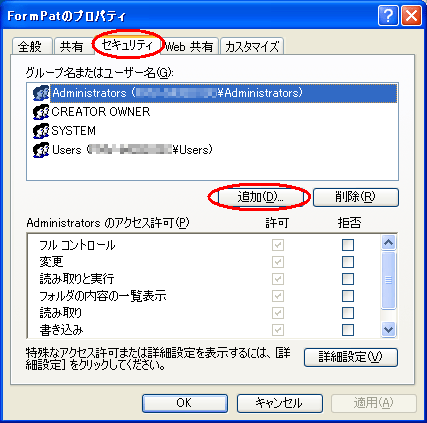 FormPatのプロパティ
全般 共有 セキュリティ Web 共有 カスタマイズ
グループ名またはユーザー名(G):
Administrators (¥Administrators)
CREATOR OWNER
SYSTEM
Users (¥Users)
追加(D)... 削除(R)
Administrators のアクセス許可(P) 許可 拒否
フル コントロール
変更
読み取りと実行
フォルダの内容の一覧表示
読み取り
書き込み
特殊なアクセス許可または詳細設定を表示するには、[詳
細設定] をクリックしてください。
詳細設定(V)
OK キャンセル 適用(A)